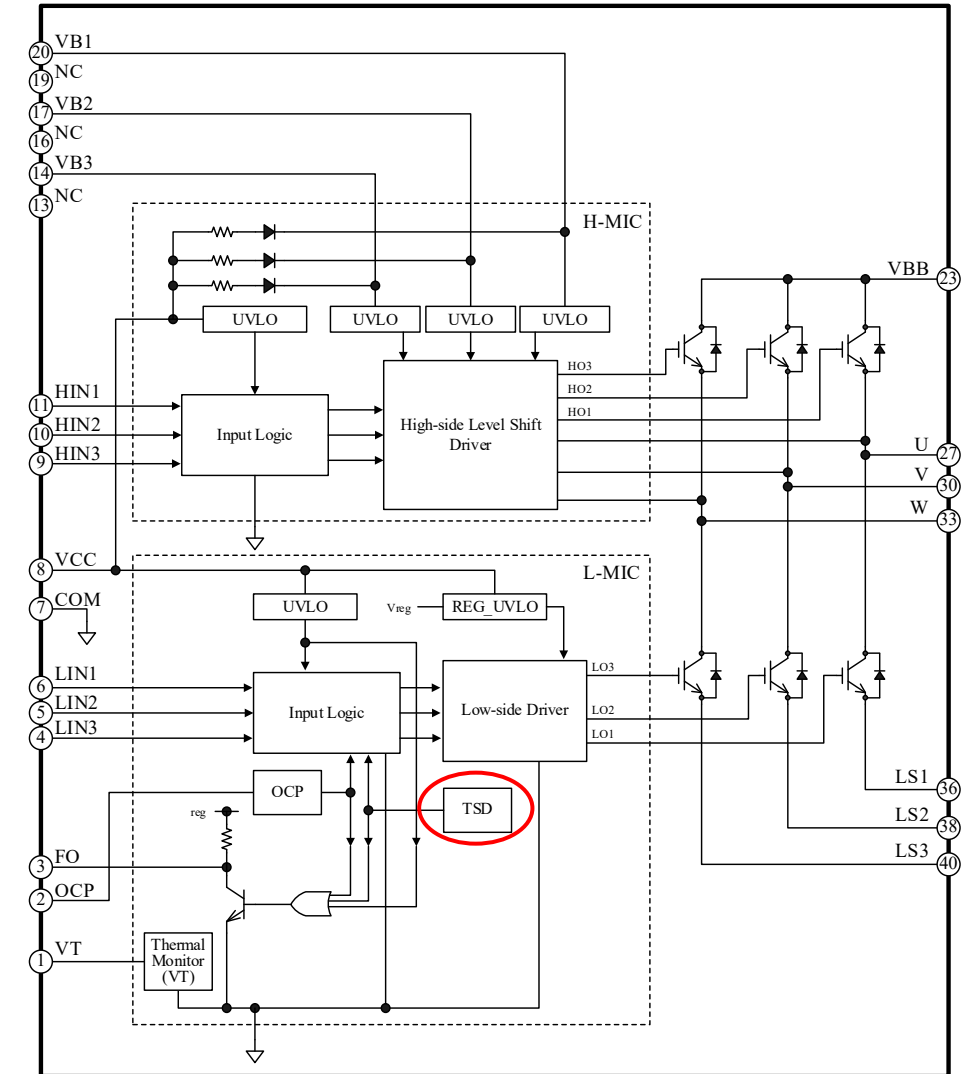 20 VB1
19 NC
17 VB2
16 NC
14 VB3
13 NC
H-MIC
VBB 23
UVLO UVLO UVLO UVLO
HO3
HO2
HO1
11 HIN1
10 HIN2
9 HIN3
Input Logic
High-side Level Shift
Driver
U 27
V 30
W 33
8 VCC
7 COM
L-MIC
UVLO
Vreg REG_UVLO
6 LIN1
5 LIN2
4 LIN3
Input Logic
Low-side Driver
LO3
LO2
LO1
OCP
TSD
reg
LS1 36
LS2 38
LS3 40
3 FO
2 OCP
1 VT
Thermal
Monitor
(VT)